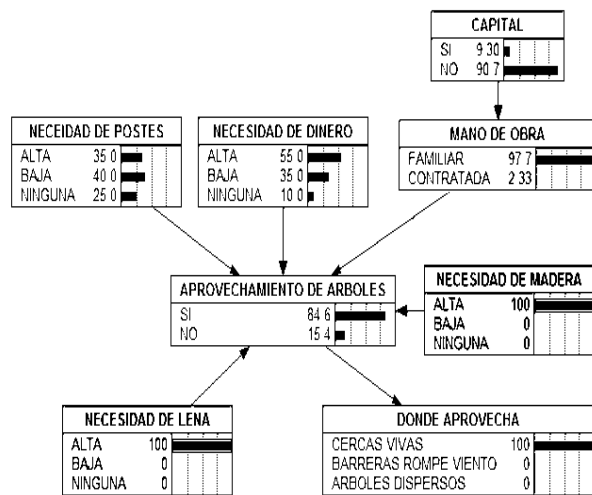 CAPITAL
SI 9.30
NO 90.7
NECEIDAD DE POSTES
ALTA 35.0
BAJA 40.0
NINGUNA 25.0
NECESIDAD DE DINERO
ALTA 55.0
BAJA 35.0
NINGUNA 10.0
MANO DE OBRA
FAMILIAR 97.7
CONTRATADA 2.33
APROVECHAMIENTO DE ARBOLES
SI 84.6
NO 15.4
NECESIDAD DE MADERA
ALTA 100
BAJA 0
NINGUNA 0
NECESIDAD DE LENA
ALTA 100
BAJA 0
NINGUNA 0
DONDE APROVECHA
CERCAS VIVAS 100
BARRERAS ROMPE VIENTO 0
ARBOLES DISPERSOS 0